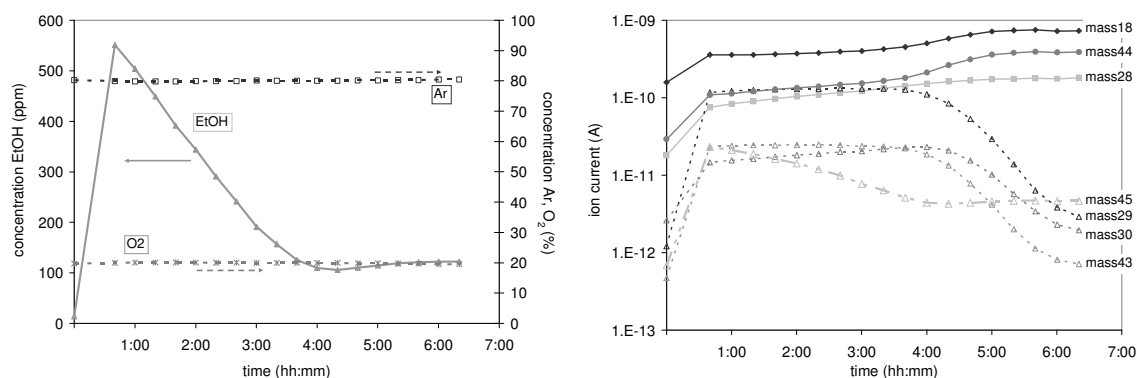 600
500
400
300
200
100
0
concentration EtOH (ppm)
100
90
80
70
60
50
40
30
20
10
0
concentration Ar, O2 (%)
Ar
EtOH
O2
1:00 2:00 3:00 4:00 5:00 6:00 7:00
time (hh:mm)
1.E-09
1.E-10
1.E-11
1.E-12
1.E-13
ion current (A)
mass18
mass44
mass28
mass45
mass29
mass30
mass43
1:00 2:00 3:00 4:00 5:00 6:00 7:00
time (hh:mm)